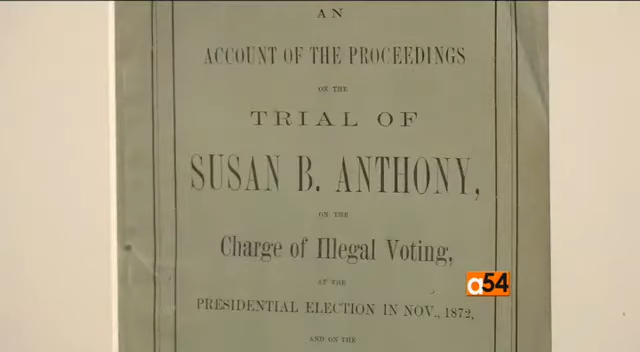 AN
ACCOUNT OF THE PROCEEDINGS
ON THE
TRIAL OF
SUSAN B. ANTHONY,
ON THE
Charge of Illegal Voting,
AT THE
PRESIDENTIAL ELECTION IN NOV., 1872,
AND ON THE
a54